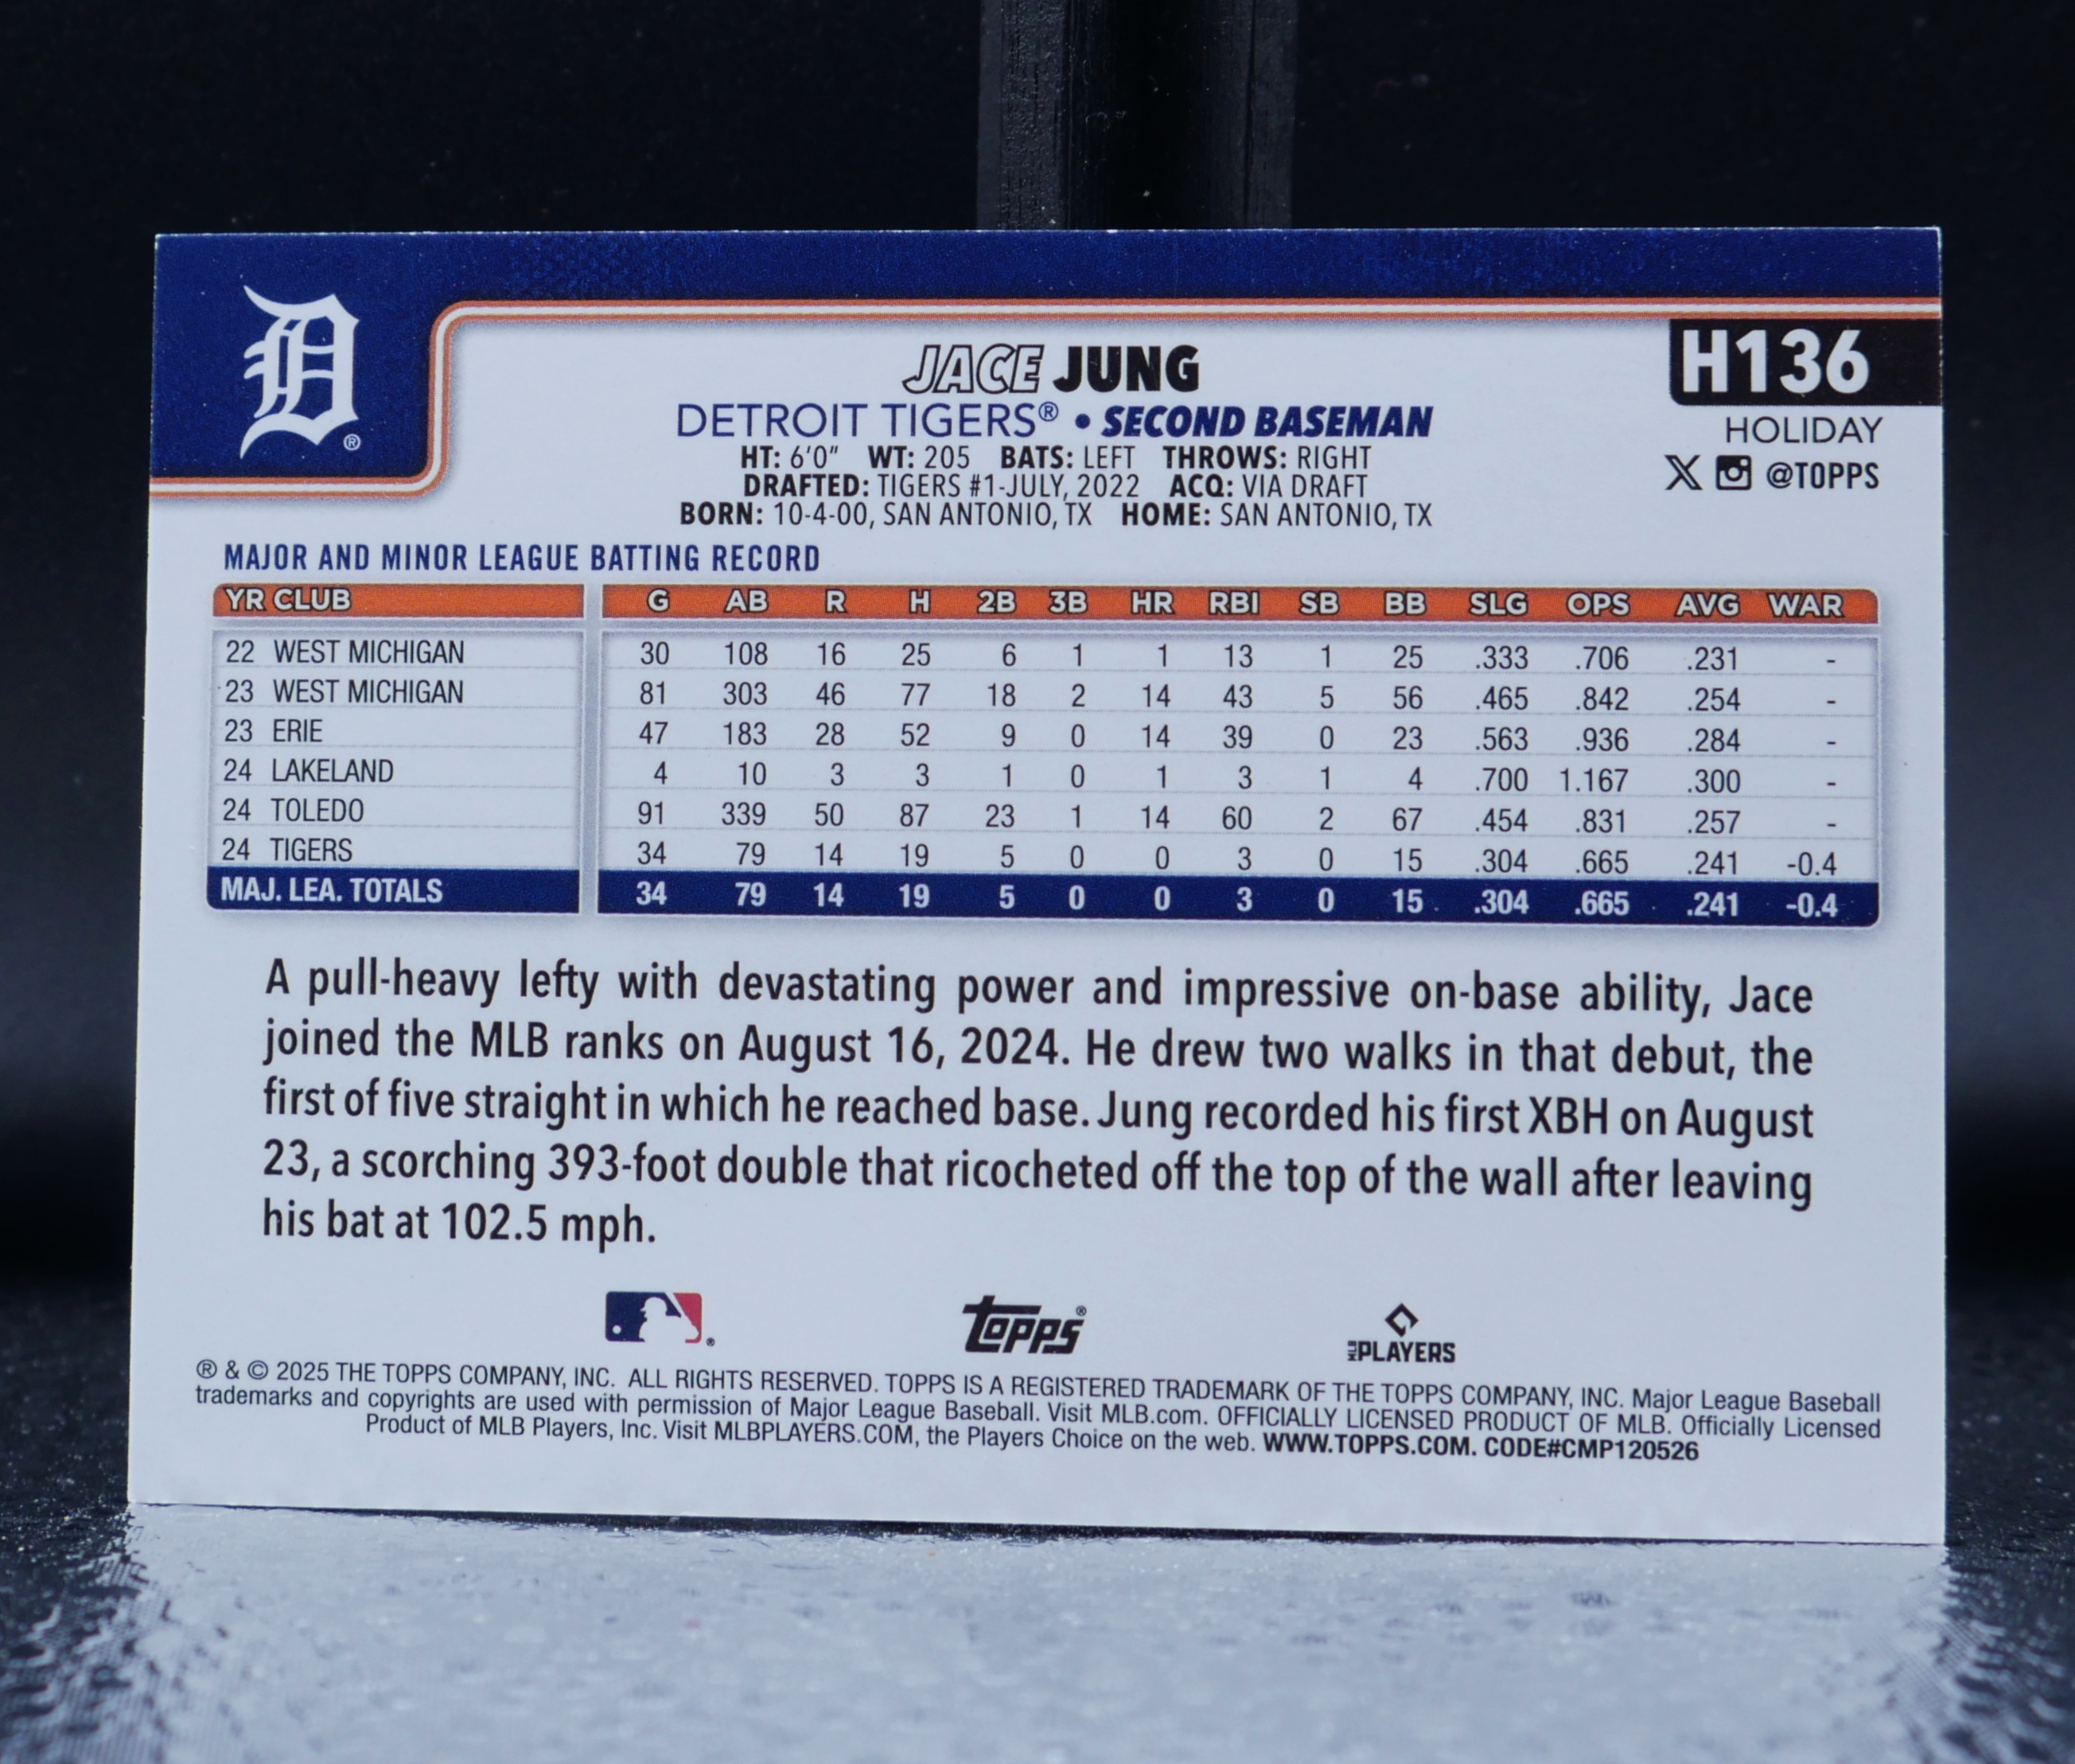 D ®
JACE JUNG
H136
DETROIT TIGERS® • SECOND BASEMAN
HOLIDAY
HT: 6'0" WT: 205 BATS: LEFT THROWS: RIGHT
@TOPPS
DRAFTED: TIGERS #1-JULY, 2022 ACQ: VIA DRAFT
BORN: 10-4-00, SAN ANTONIO, TX HOME: SAN ANTONIO, TX
MAJOR AND MINOR LEAGUE BATTING RECORD
YR CLUB G AB R H 2B 3B HR RBI SB BB SLG OPS AVG WAR
22 WEST MICHIGAN 30 108 16 25 6 1 1 13 1 25 .333 .706 .231 -
23 WEST MICHIGAN 81 303 46 77 18 2 14 43 5 56 .465 .842 .254 -
23 ERIE 47 183 28 52 9 0 14 39 0 23 .563 .936 .284 -
24 LAKELAND 4 10 3 3 1 0 1 3 1 4 .700 1.167 .300 -
24 TOLEDO 91 339 50 87 23 1 14 60 2 67 .454 .831 .257 -
24 TIGERS 34 79 14 19 5 0 0 3 0 15 .304 .665 .241 -0.4
MAJ. LEA. TOTALS 34 79 14 19 5 0 0 3 0 15 .304 .665 .241 -0.4
A pull-heavy lefty with devastating power and impressive on-base ability, Jace
joined the MLB ranks on August 16, 2024. He drew two walks in that debut, the
first of five straight in which he reached base. Jung recorded his first XBH on August
23, a scorching 393-foot double that ricocheted off the top of the wall after leaving
his bat at 102.5 mph.
® Topps® MLB PLAYERS
® & © 2025 THE TOPPS COMPANY, INC. ALL RIGHTS RESERVED. TOPPS IS A REGISTERED TRADEMARK OF THE TOPPS COMPANY, INC. Major League Baseball
trademarks and copyrights are used with permission of Major League Baseball. Visit MLB.com. OFFICIALLY LICENSED PRODUCT OF MLB. Officially Licensed
Product of MLB Players, Inc. Visit MLBPLAYERS.COM, the Players Choice on the web. WWW.TOPPS.COM. CODE#CMP120526